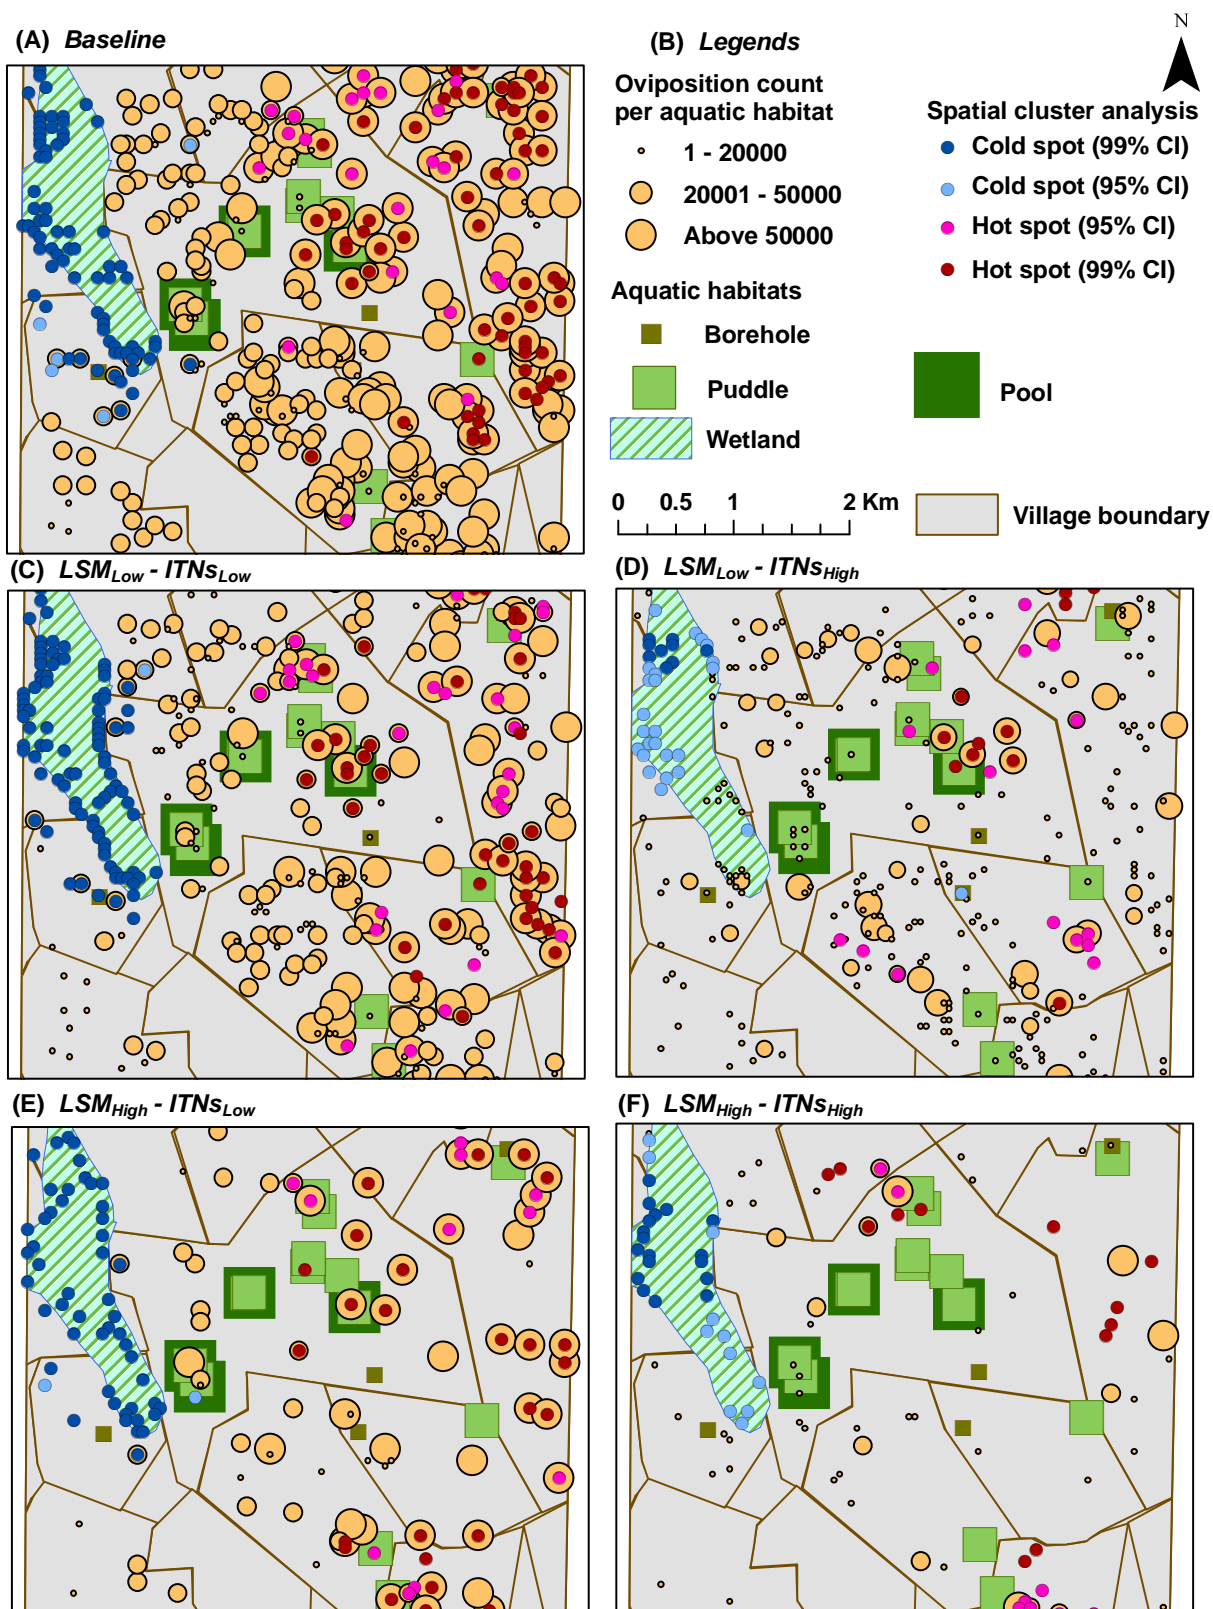 (A) Baseline
(B) Legends
N
Oviposition count
per aquatic habitat
1 - 20000
20001 - 50000
Above 50000
Spatial cluster analysis
Cold spot (99% CI)
Cold spot (95% CI)
Hot spot (95% CI)
Hot spot (99% CI)
Aquatic habitats
Borehole
Puddle
Pool
Wetland
0 0.5 1 2 Km
Village boundary
(C) LSMLow - ITNsLow
(D) LSMLow - ITNsHigh
(E) LSMHigh - ITNsLow
(F) LSMHigh - ITNsHigh